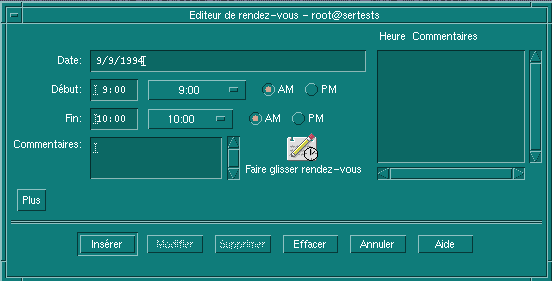 Editeur de rendez-vous - root@sertests
Heure Commentaires
Date: 9/9/1994
Début: 9:00 9:00 AM PM
Fin: 10:00 10:00 AM PM
Commentaires:
Faire glisser rendez-vous
Plus
Insérer Modifier Supprimer Effacer Annuler Aide